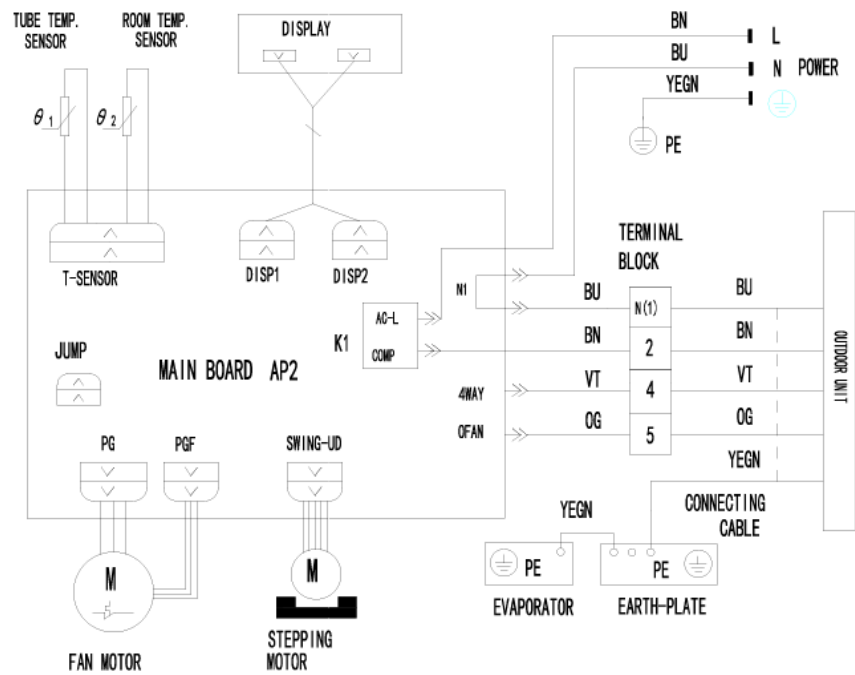 TUBE TEMP.
SENSOR
ROOM TEMP.
SENSOR
DISPLAY
BN
L
BU
N POWER
YEGN
PE
θ1
θ2
T-SENSOR
DISP1
DISP2
TERMINAL
BLOCK
N1
BU
N(1)
BU
AC-L
K1
COMP
BN
2
BN
JUMP
MAIN BOARD AP2
4WAY
VT
4
VT
OFAN
OG
5
OG
OUTDOOR UNIT
PG
PGF
SWING-UD
YEGN
CONNECTING
CABLE
YEGN
M
M
PE
PE
EVAPORATOR
EARTH-PLATE
STEPPING
MOTOR
FAN MOTOR